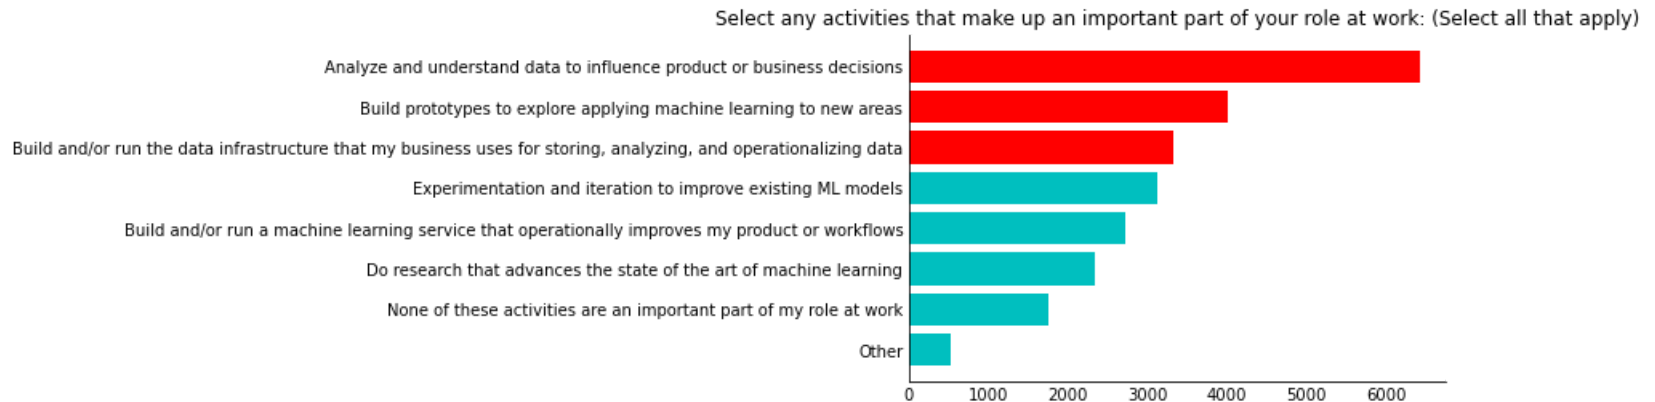 Select any activities that make up an important part of your role at work: (Select all that apply)
Analyze and understand data to influence product or business decisions
Build prototypes to explore applying machine learning to new areas
Build and/or run the data infrastructure that my business uses for storing, analyzing, and operationalizing data
Experimentation and iteration to improve existing ML models
Build and/or run a machine learning service that operationally improves my product or workflows
Do research that advances the state of the art of machine learning
None of these activities are an important part of my role at work
Other
0 1000 2000 3000 4000 5000 6000